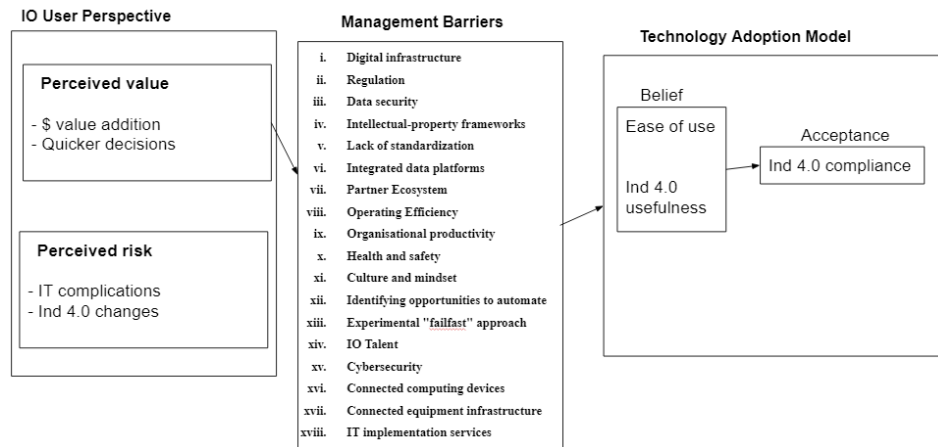 IO User Perspective
Perceived value
- $ value addition
- Quicker decisions
Perceived risk
- IT complications
- Ind 4.0 changes
Management Barriers
i. Digital infrastructure
ii. Regulation
iii. Data security
iv. Intellectual-property frameworks
v. Lack of standardization
vi. Integrated data platforms
vii. Partner Ecosystem
viii. Operating Efficiency
ix. Organisational productivity
x. Health and safety
xi. Culture and mindset
xii. Identifying opportunities to automate
xiii. Experimental "failfast" approach
xiv. IO Talent
xv. Cybersecurity
xvi. Connected computing devices
xvii. Connected equipment infrastructure
xviii. IT implementation services
Technology Adoption Model
Belief
Ease of use
Ind 4.0
usefulness
Acceptance
Ind 4.0 compliance